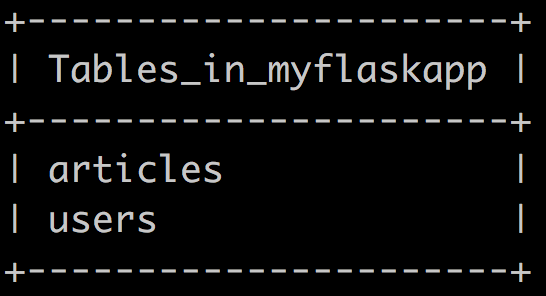 +----------------------+
| Tables_in_myflaskapp |
+----------------------+
| articles             |
| users                |
+----------------------+